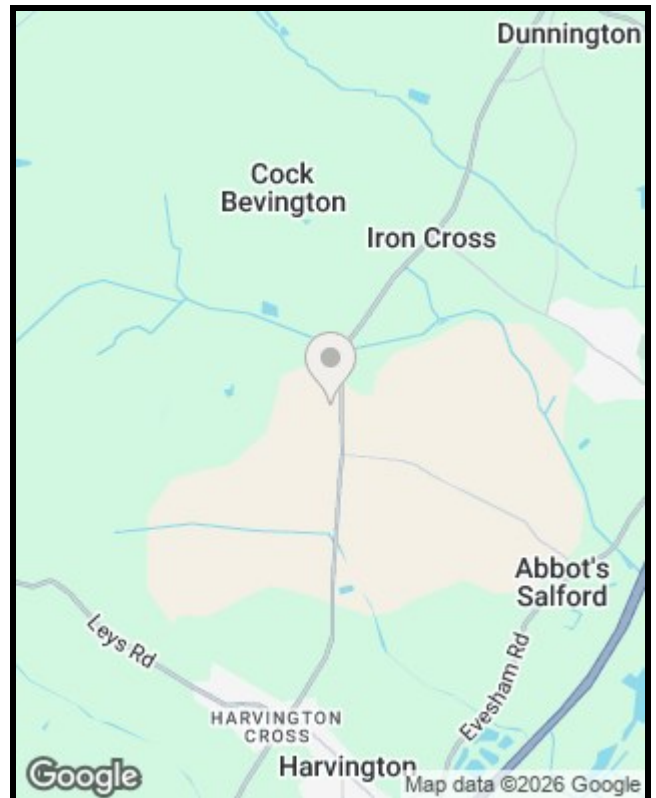 Dunnington
Cock
Bevington
Iron Cross
Abbot's
Salford
Leys Rd
Evesham Rd
HARVINGTON
CROSS
Harvington
Google
Map data ©2026 Google